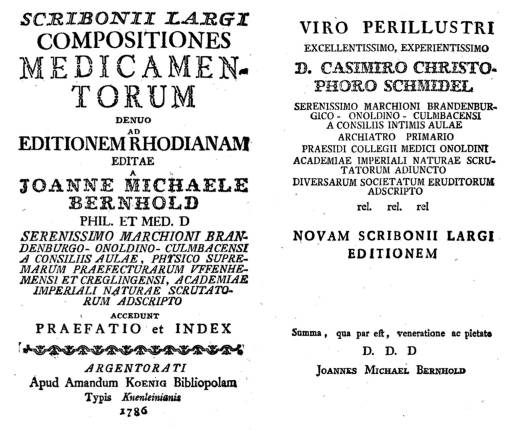 SCRIBONII LARGI
COMPOSITIONES
MEDICAMEN-
TORUM
DENUO
AD
EDITIONEM RHODIANAM
EDITAE
A
JOANNE MICHAELE
BERNHOLD
PHIL. ET MED. D
SERENISSIMO MARCHIONI BRAN-
DENBURGO- ONOLDINO- CULMBACENSI
A CONSILIIS AULAE, PHYSICO SUPRE-
MARUM PRAEFECTURARUM VFFENHE-
MENSI ET CREGLINGENSI, ACADEMIAE
IMPERIALI NATURAE SCRUTATO-
RUM ADSCRIPTO
ACCEDUNT
PRAEFATIO et INDEX
ARGENTORATI
Apud Amandum KOENIG Bibliopolam
Typis Knenleinianis
1786
VIRO PERILLUSTRI
EXCELLENTISSIMO, EXPERIENTISSIMO
D. CASIMIRO CHRISTO-
PHORO SCHMIDEL
SERENISSIMO MARCHIONI BRANDENBUR-
GICO - ONOLDINO - CULMBACENSI
A CONSILIIS INTIMIS AULAE
ARCHIATRO PRIMARIO
PRAESIDI COLLEGII MEDICI ONOLDINI
ACADEMIAE IMPERIALI NATURAE SCRU-
TATORUM ADIUNCTO
DIVERSARUM SOCIETATUM ERUDITORUM
ADSCRIPTO
rel. rel. rel
NOVAM SCRIBONII LARGI
EDITIONEM
Summa, qua par eſt, veneratione ac pietate
D. D. D
JOANNES MICHAEL BERNHOLD